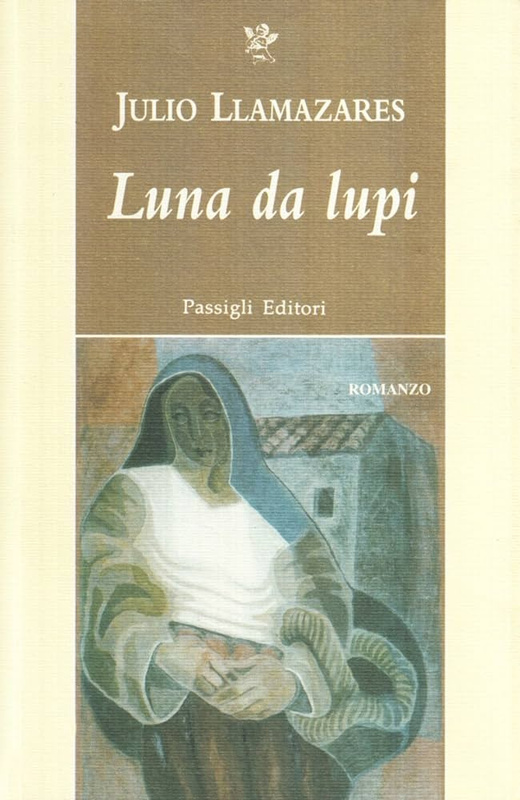 JULIO LLAMAZARES
Luna da lupi
Passigli Editori
ROMANZO